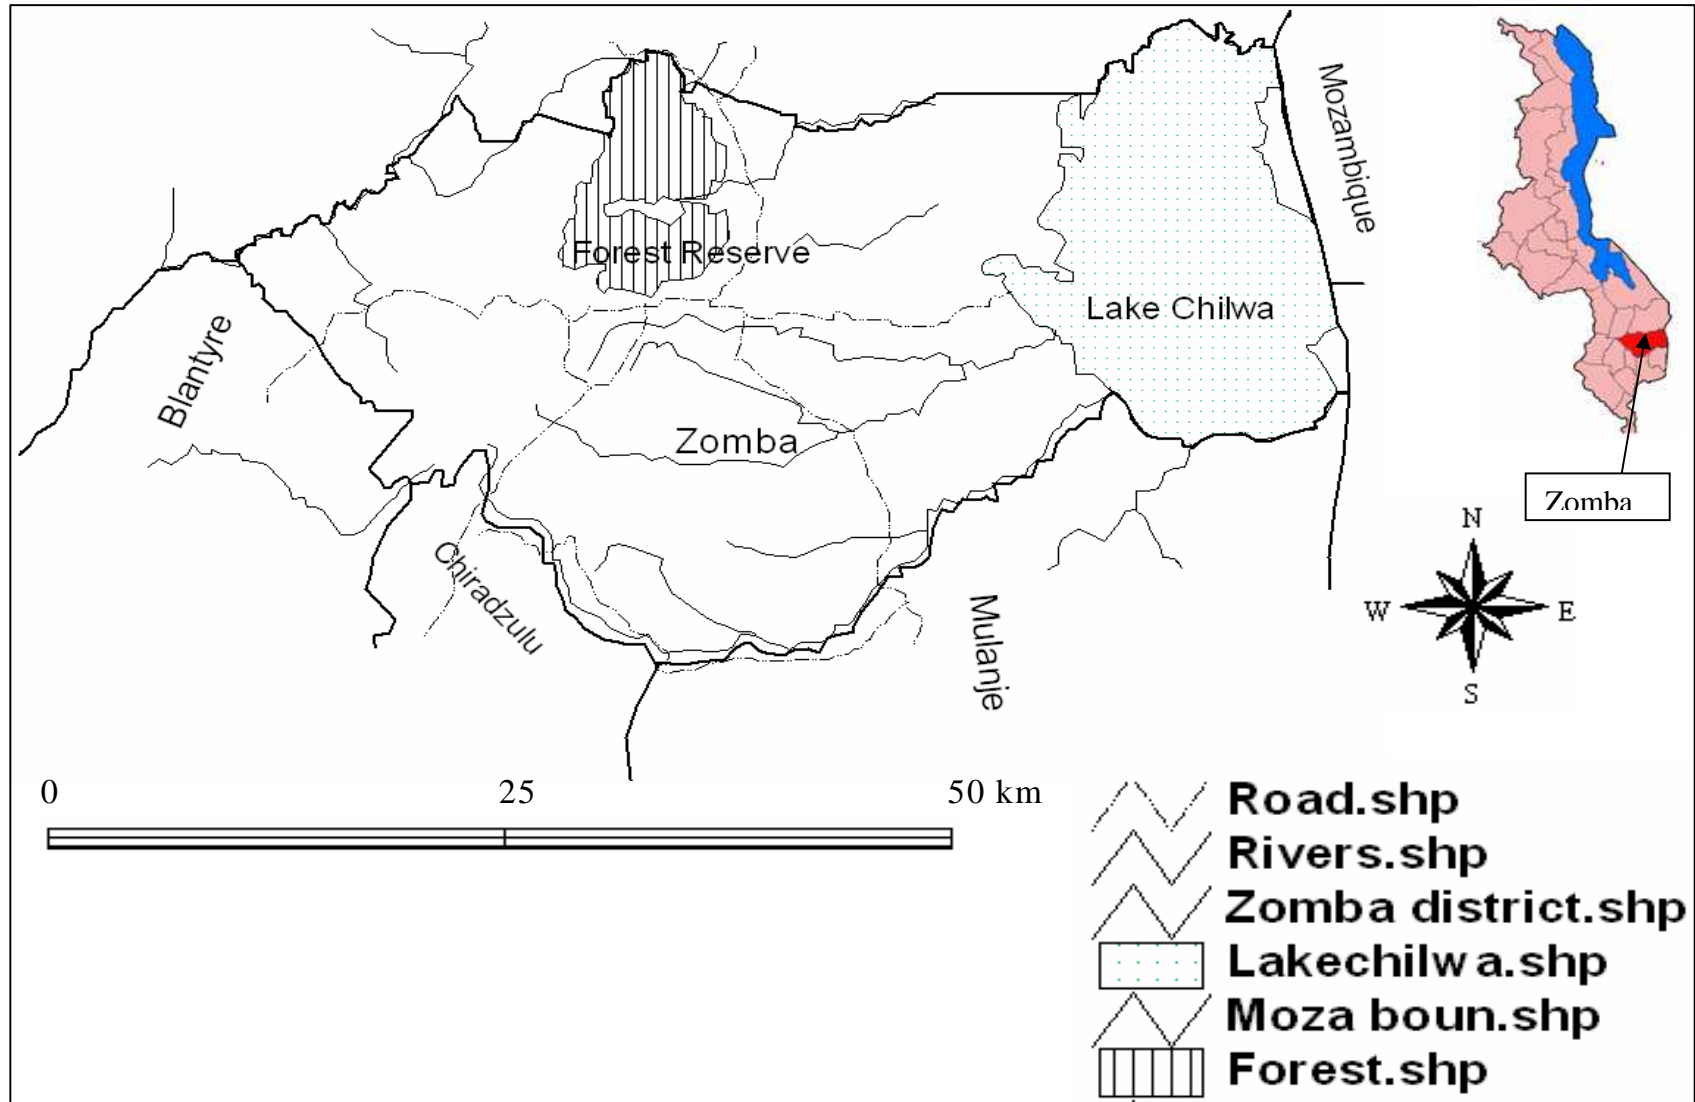 Mozambique
Forest Reserve
Lake Chilwa
Blantyre
Zomba
Chiradzulu
Mulanje
Zomba
N
W
E
S
0
25
50 km
Road.shp
Rivers.shp
Zomba district.shp
Lakechilwa.shp
Moza boun.shp
Forest.shp